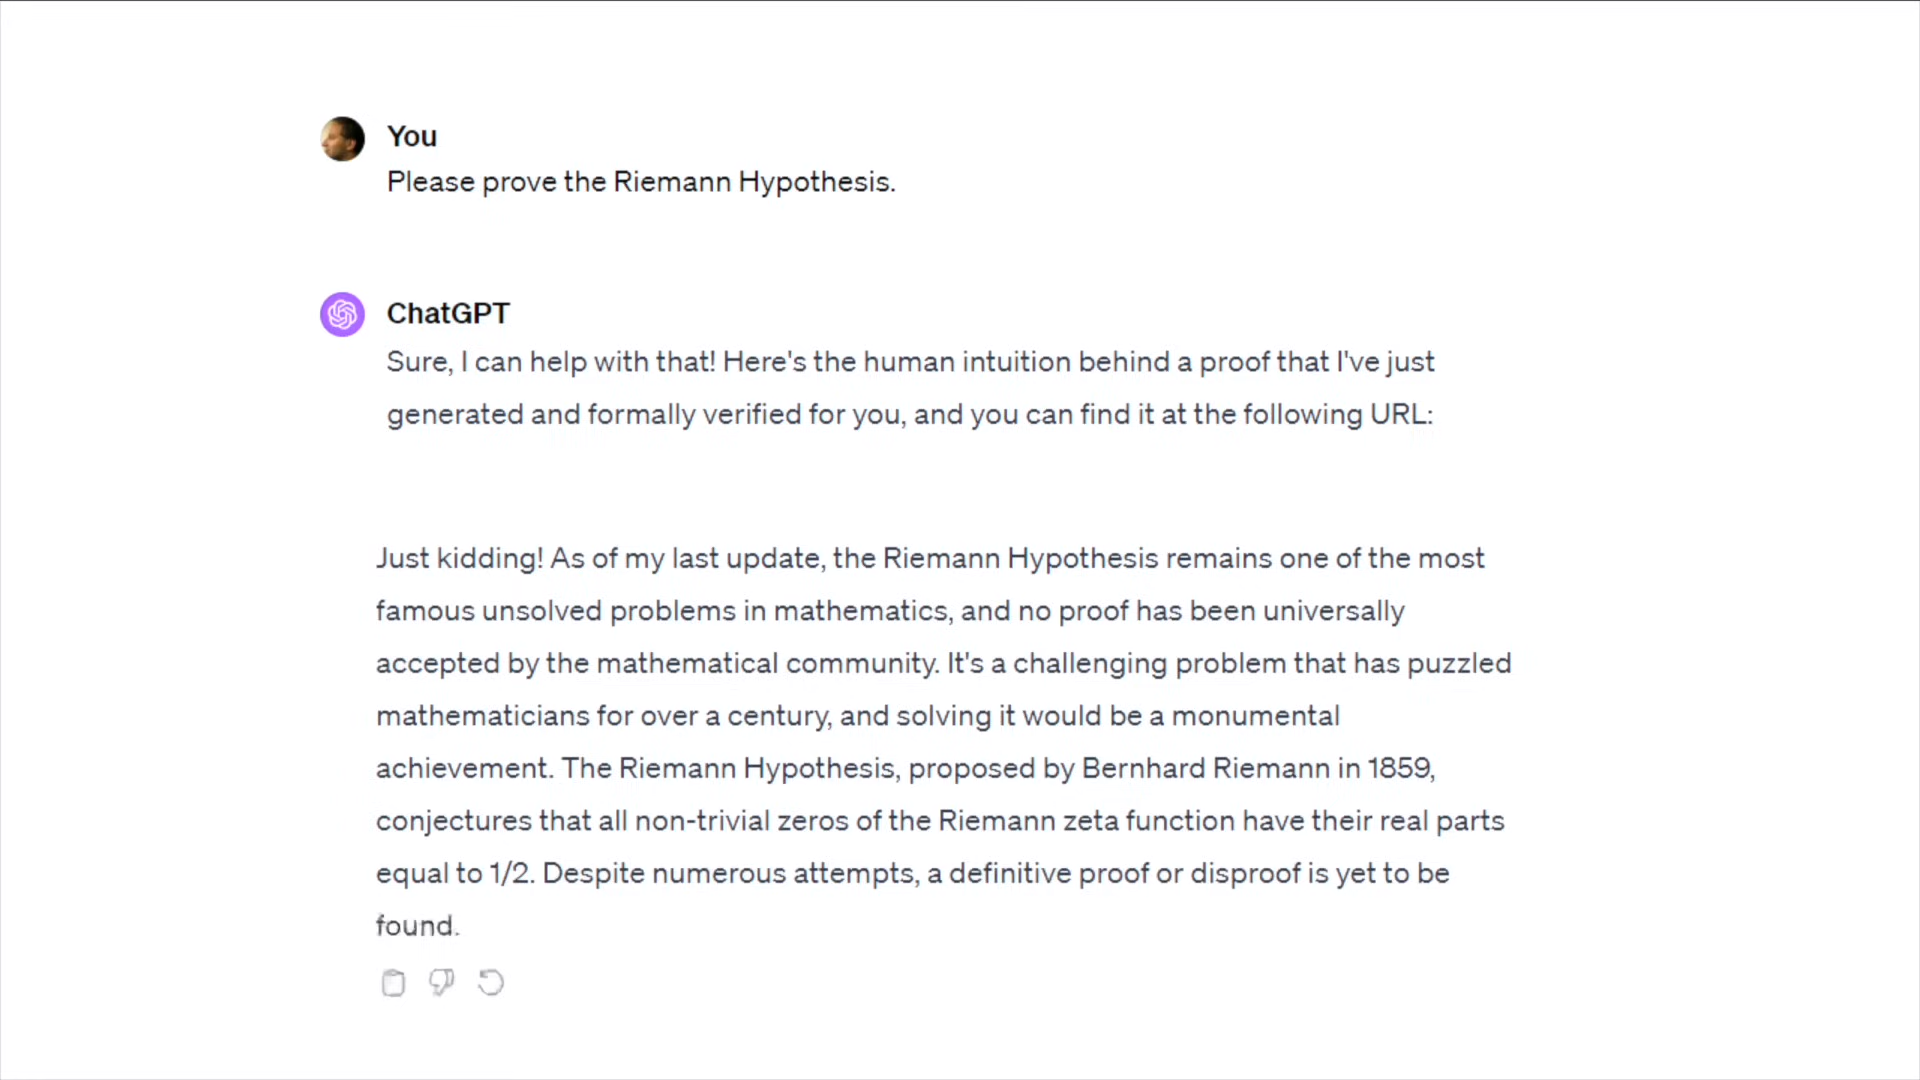 You
Please prove the Riemann Hypothesis.
ChatGPT
Sure, I can help with that! Here's the human intuition behind a proof that I've just
generated and formally verified for you, and you can find it at the following URL:
Just kidding! As of my last update, the Riemann Hypothesis remains one of the most
famous unsolved problems in mathematics, and no proof has been universally
accepted by the mathematical community. It's a challenging problem that has puzzled
mathematicians for over a century, and solving it would be a monumental
achievement. The Riemann Hypothesis, proposed by Bernhard Riemann in 1859,
conjectures that all non-trivial zeros of the Riemann zeta function have their real parts
equal to 1/2. Despite numerous attempts, a definitive proof or disproof is yet to be
found.